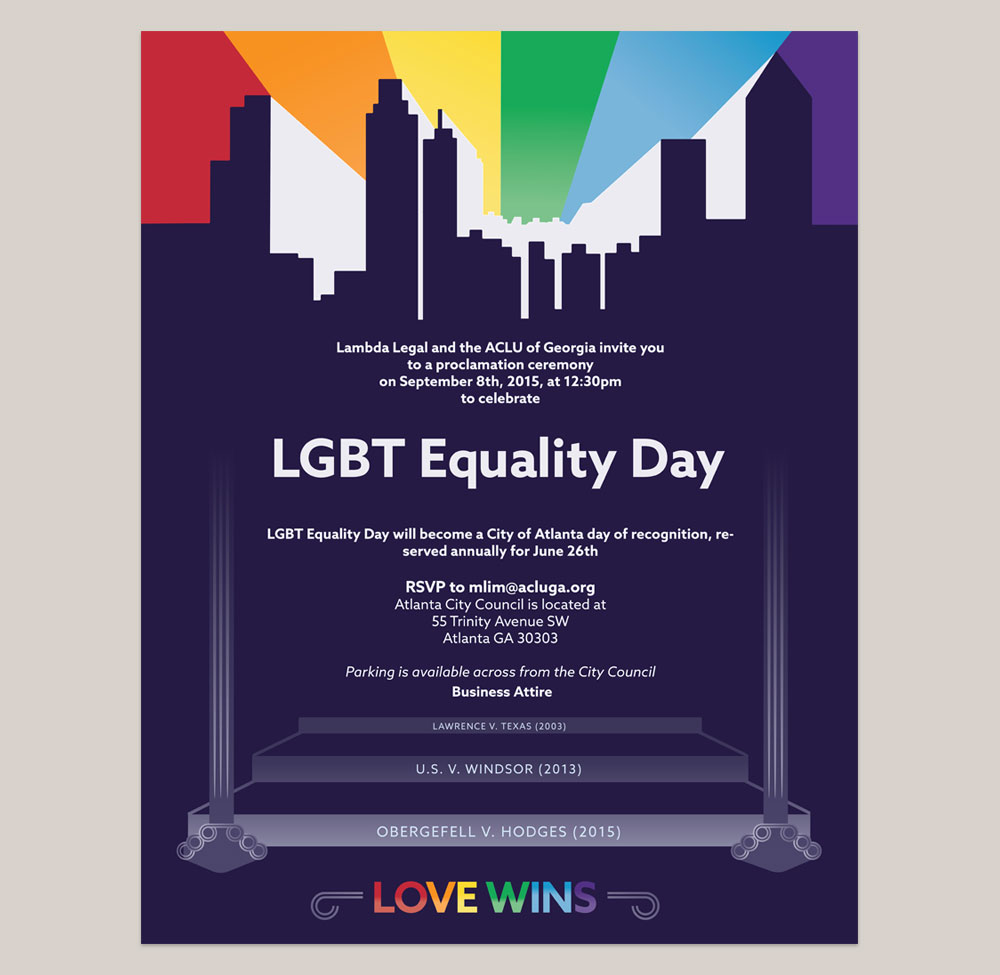 Lambda Legal and the ACLU of Georgia invite you
to a proclamation ceremony
on September 8th, 2015, at 12:30pm
to celebrate
LGBT Equality Day
LGBT Equality Day will become a City of Atlanta day of recognition, re-
served annually for June 26th
RSVP to mlim@acluga.org
Atlanta City Council is located at
55 Trinity Avenue SW
Atlanta GA 30303
Parking is available across from the City Council
Business Attire
LAWRENCE V. TEXAS (2003)
U.S. V. WINDSOR (2013)
OBERGEFELL V. HODGES (2015)
LOVE WINS